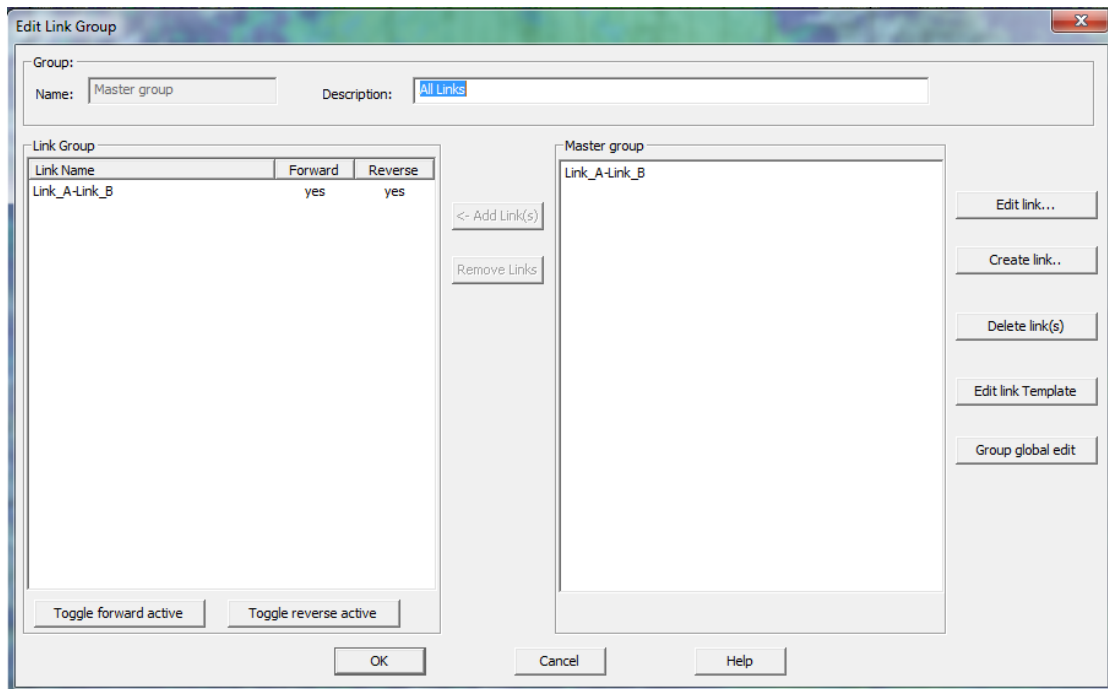 Edit Link Group
Group:
Name: Master group Description: All Links
Link Group
Link Name Forward Reverse
Link_A-Link_B yes yes
<- Add Link(s)
Remove Links
Toggle forward active Toggle reverse active
Master group
Link_A-Link_B
Edit link...
Create link..
Delete link(s)
Edit link Template
Group global edit
OK Cancel Help